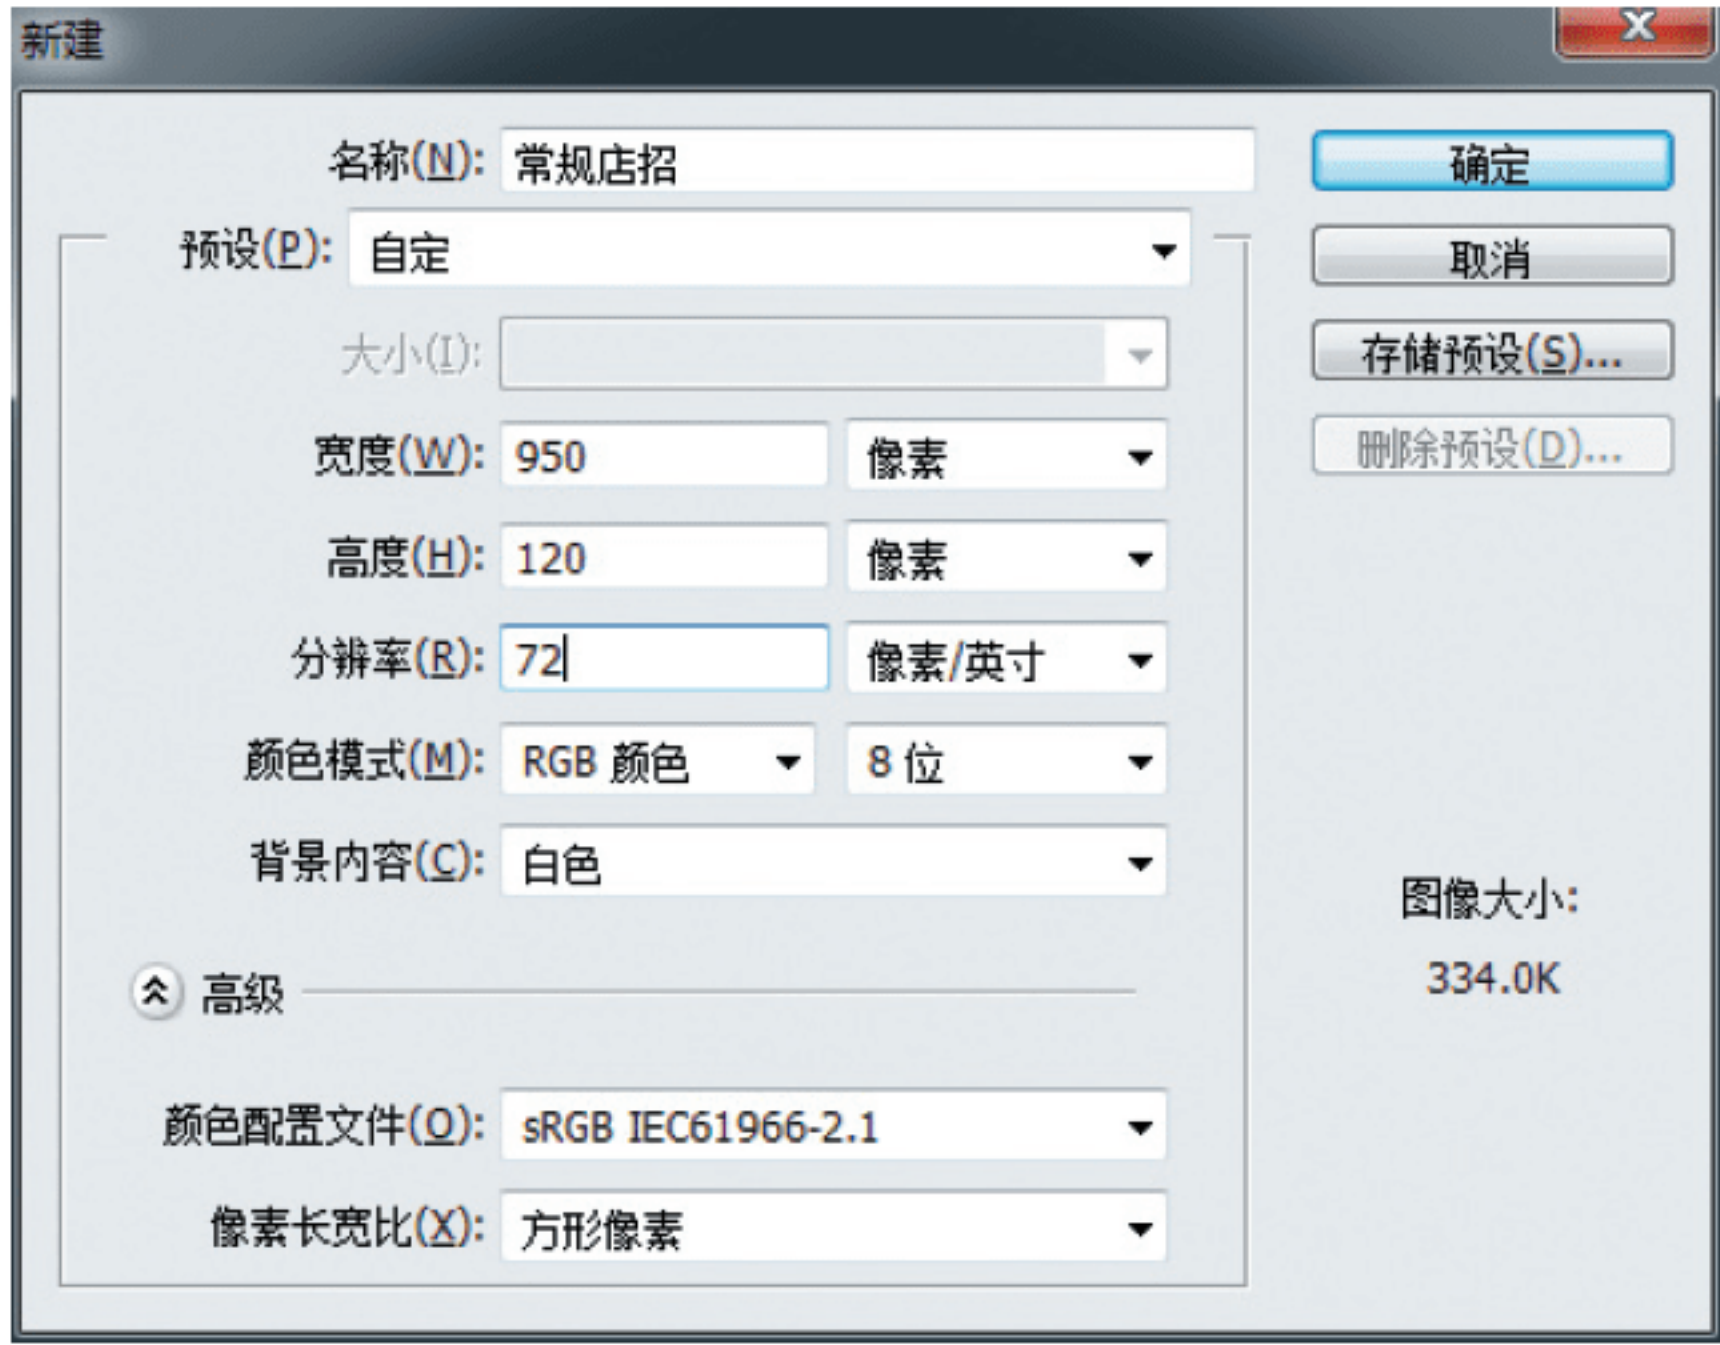 新建
名称(N): 常规店招
确定
预设(P): 自定
取消
大小(I):
存储预设(S)...
宽度(W): 950 像素
删除预设(D)...
高度(H): 120 像素
分辨率(R): 72 像素/英寸
颜色模式(M): RGB 颜色 8 位
背景内容(C): 白色
图像大小:
334.0K
高级
颜色配置文件(O): sRGB IEC61966-2.1
像素长宽比(X): 方形像素